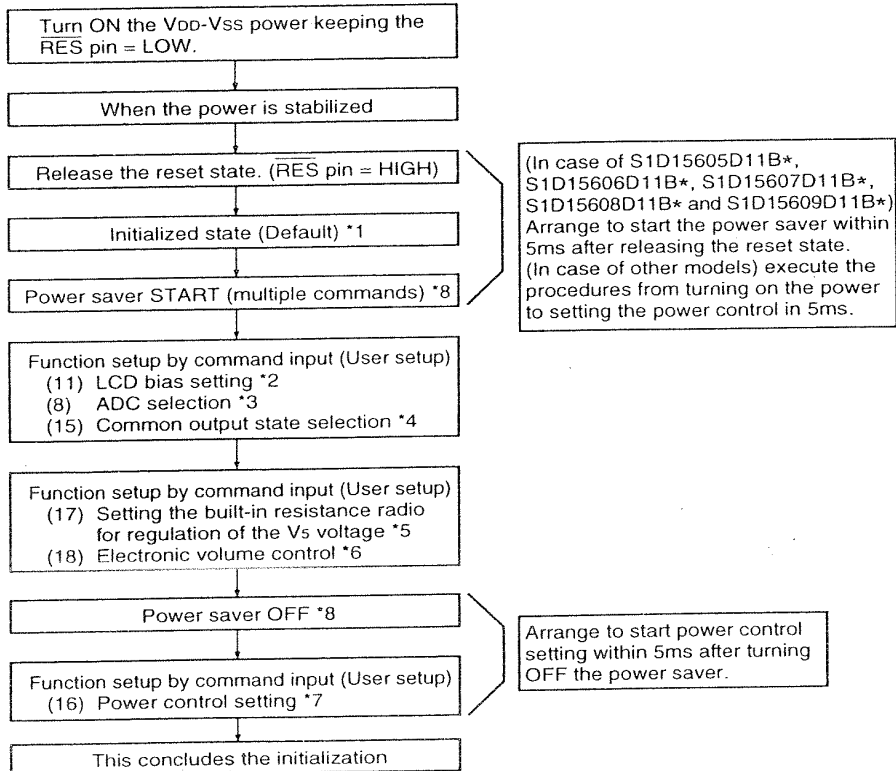 Turn ON the VDD-VSS power keeping the
RES pin = LOW.
When the power is stabilized
Release the reset state. (RES pin = HIGH)
Initialized state (Default) *1
Power saver START (multiple commands) *8
(In case of S1D15605D11B*,
S1D15606D11B*, S1D15607D11B*,
S1D15608D11B* and S1D15609D11B*)
Arrange to start the power saver within
5ms after releasing the reset state.
(In case of other models) execute the
procedures from turning on the power
to setting the power control in 5ms.
Function setup by command input (User setup)
(11) LCD bias setting *2
(8) ADC selection *3
(15) Common output state selection *4
Function setup by command input (User setup)
(17) Setting the built-in resistance radio
for regulation of the V5 voltage *5
(18) Electronic volume control *6
Power saver OFF *8
Function setup by command input (User setup)
(16) Power control setting *7
Arrange to start power control
setting within 5ms after turning
OFF the power saver.
This concludes the initialization